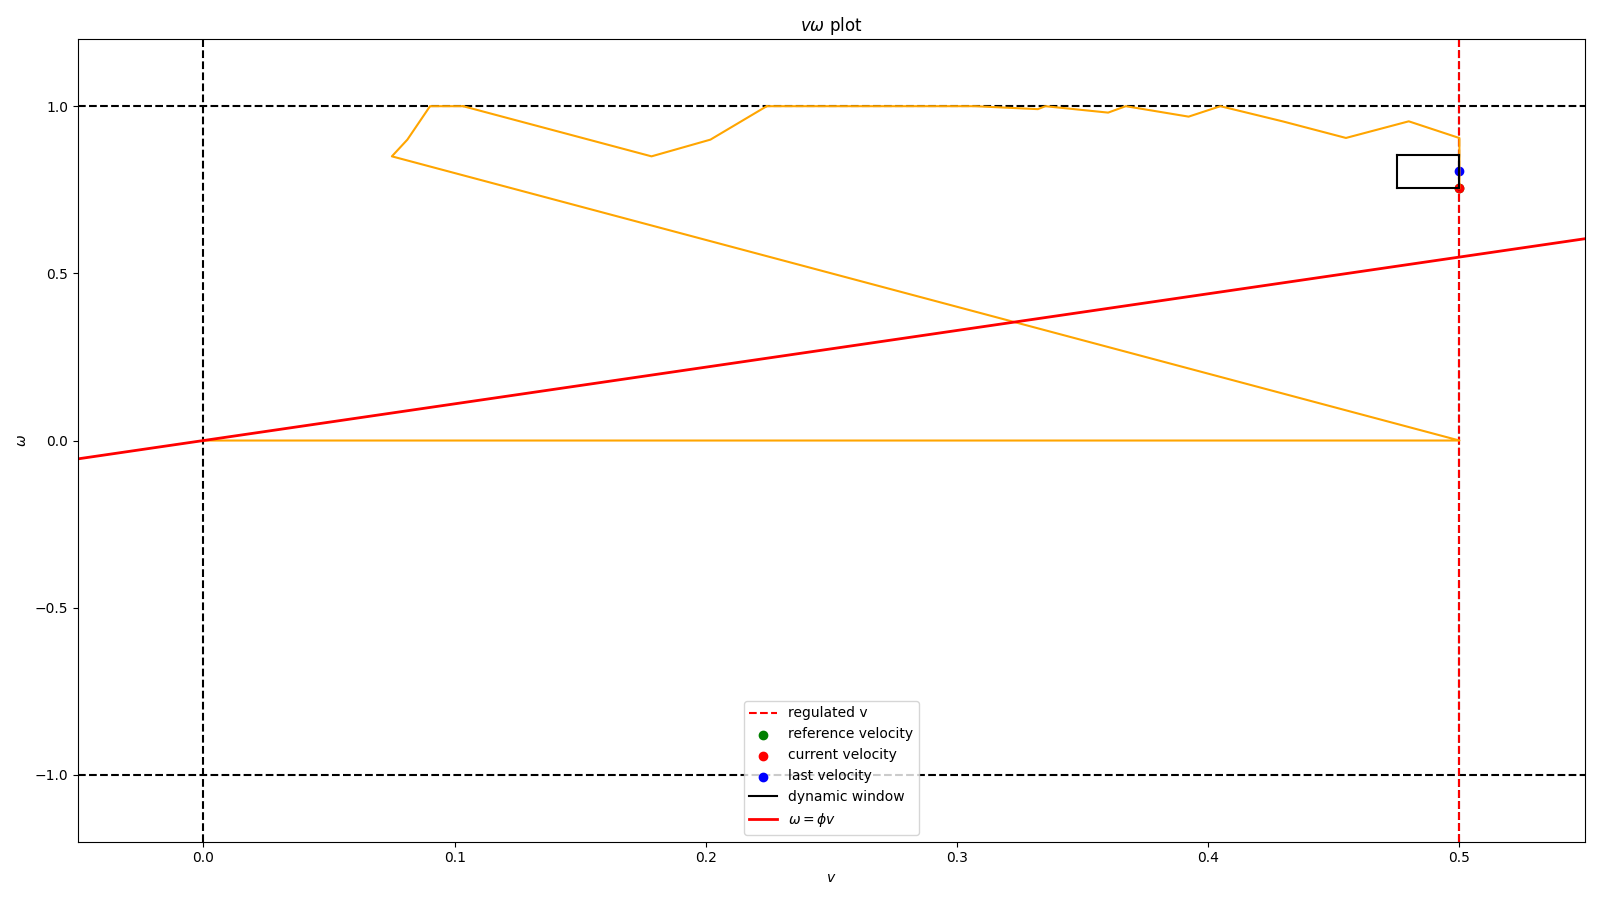 vω plot
1.0
0.5
0.0
−0.5
−1.0
ω
regulated v
reference velocity
current velocity
last velocity
dynamic window
ω = ϕv
0.0 0.1 0.2 0.3 0.4 0.5
v